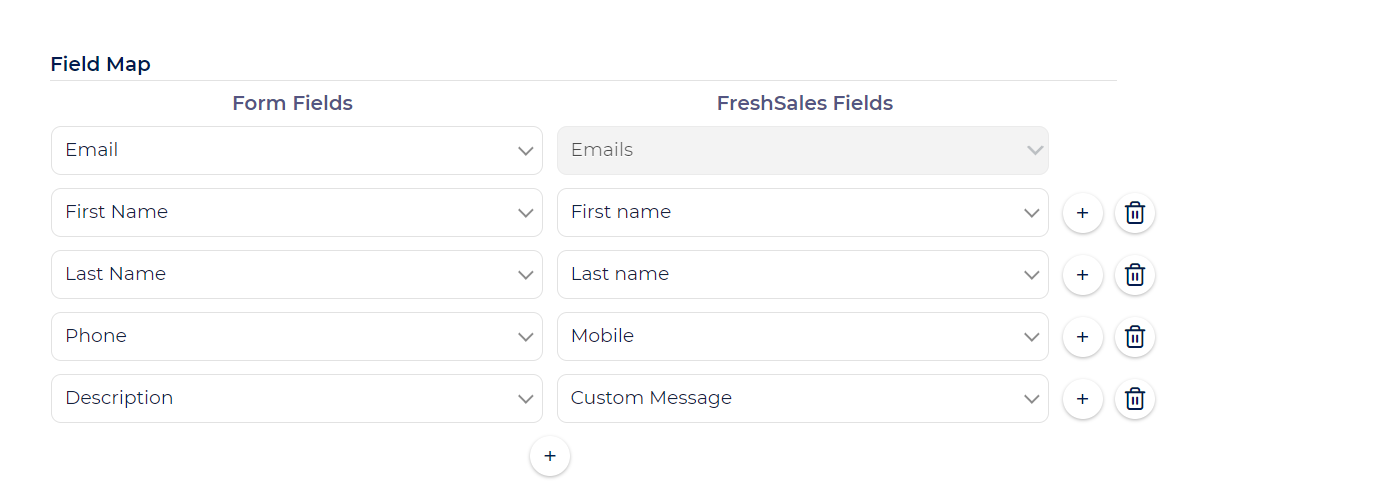 Field Map
Form Fields FreshSales Fields
Email Emails
First Name First name
Last Name Last name
Phone Mobile
Description Custom Message